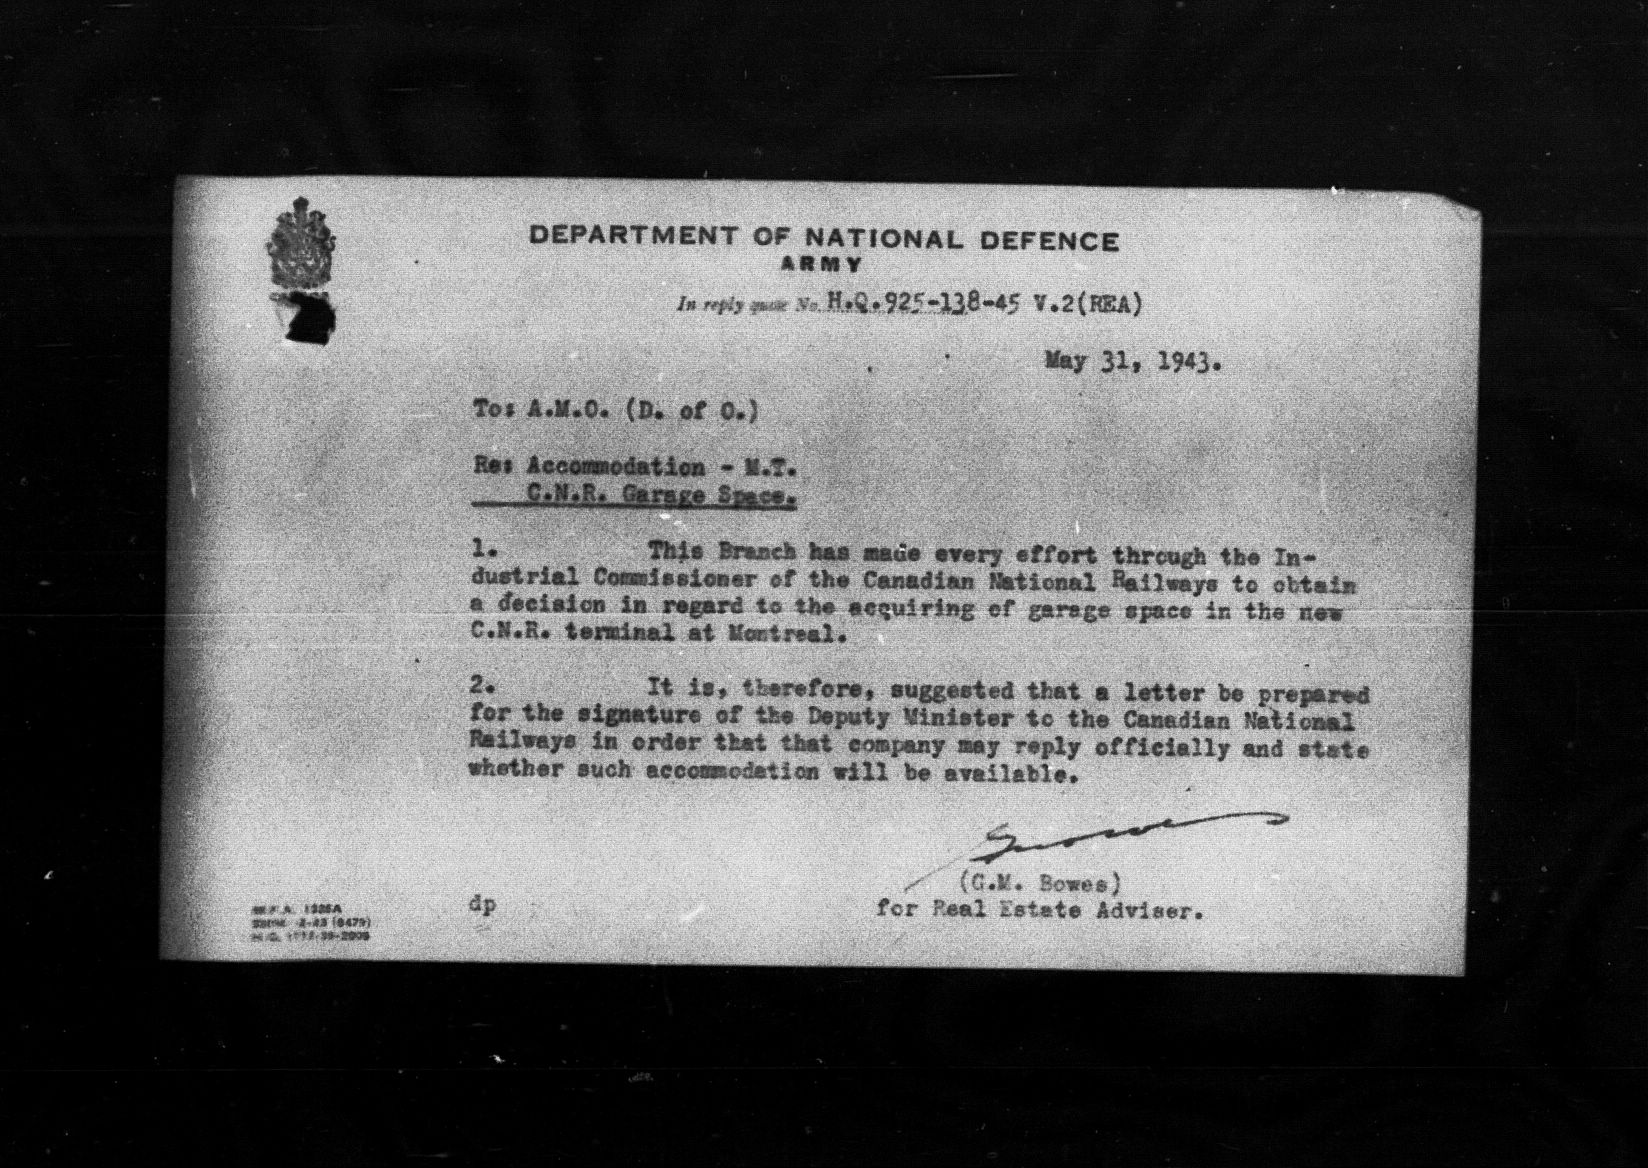 DEPARTMENT OF NATIONAL DEFENCE
ARMY
In reply quote No. H.Q.925-138-45 V.2(REA)
May 31, 1943.
To: A.M.O. (D. of O.)
Re: Accommodation - M.T.
C.N.R. Garage Space.
1. This Branch has made every effort through the In-
dustrial Commissioner of the Canadian National Railways to obtain
a decision in regard to the acquiring of garage space in the new
C.N.R. terminal at Montreal.
2. It is, therefore, suggested that a letter be prepared
for the signature of the Deputy Minister to the Canadian National
Railways in order that that company may reply officially and state
whether such accommodation will be available.
(G.M. Bowes)
dp for Real Estate Adviser.